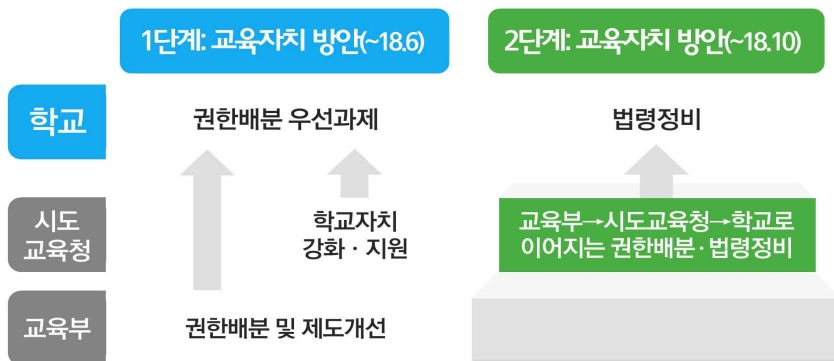 1단계: 교육자치 방안(~18.6)
2단계: 교육자치 방안(~18.10)
학교
권한배분 우선과제
법령정비
시도
교육청
학교자치
강화 · 지원
교육부→시도교육청→학교로
이어지는 권한배분·법령정비
교육부
권한배분 및 제도개선